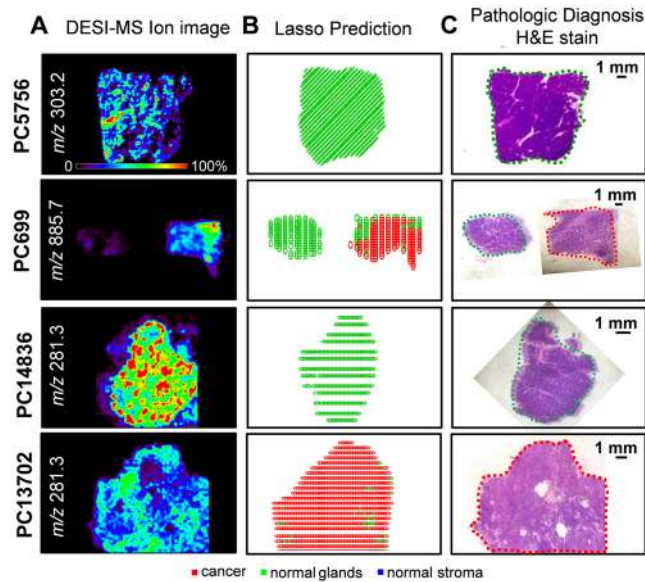 A DESI-MS Ion image
B Lasso Prediction
C Pathologic Diagnosis
H&E stain
PC5756
m/z 303.2
0 100%
1 mm
PC699
m/z 885.7
1 mm
PC14836
m/z 281.3
1 mm
PC13702
m/z 281.3
1 mm
cancer normal glands normal stroma